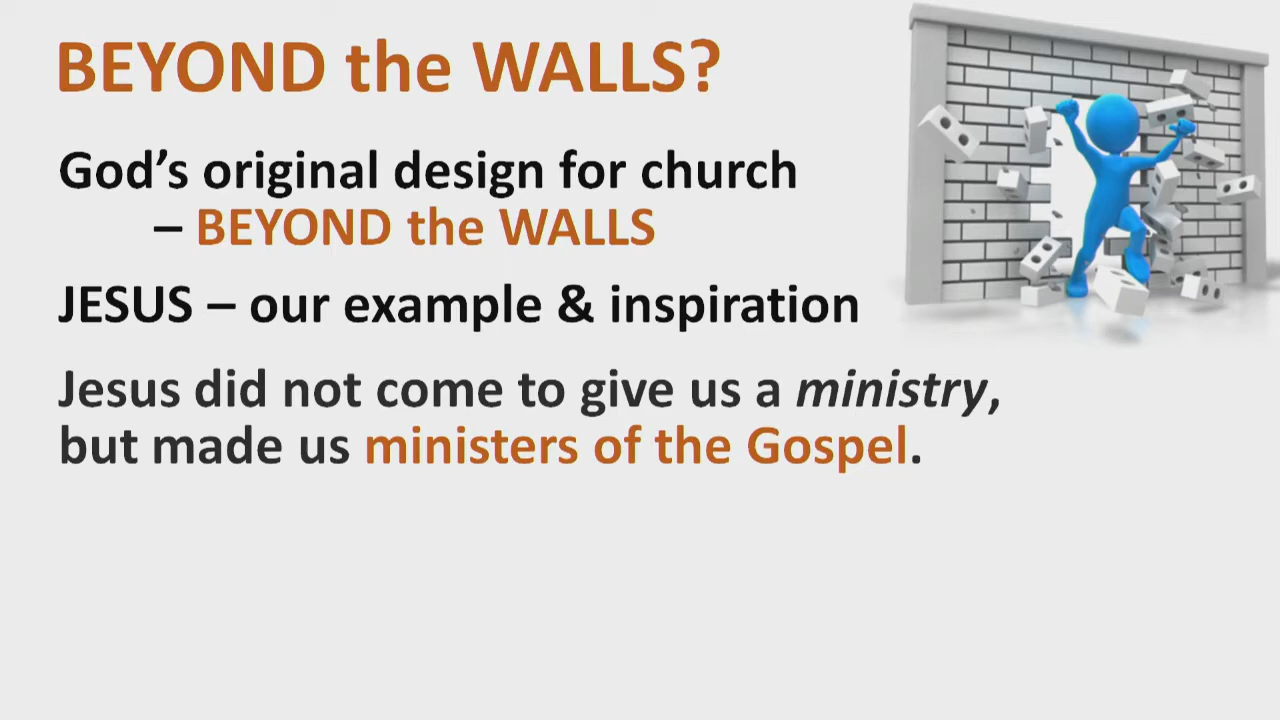 BEYOND the WALLS?
God’s original design for church
– BEYOND the WALLS
JESUS – our example & inspiration
Jesus did not come to give us a ministry,
but made us ministers of the Gospel.